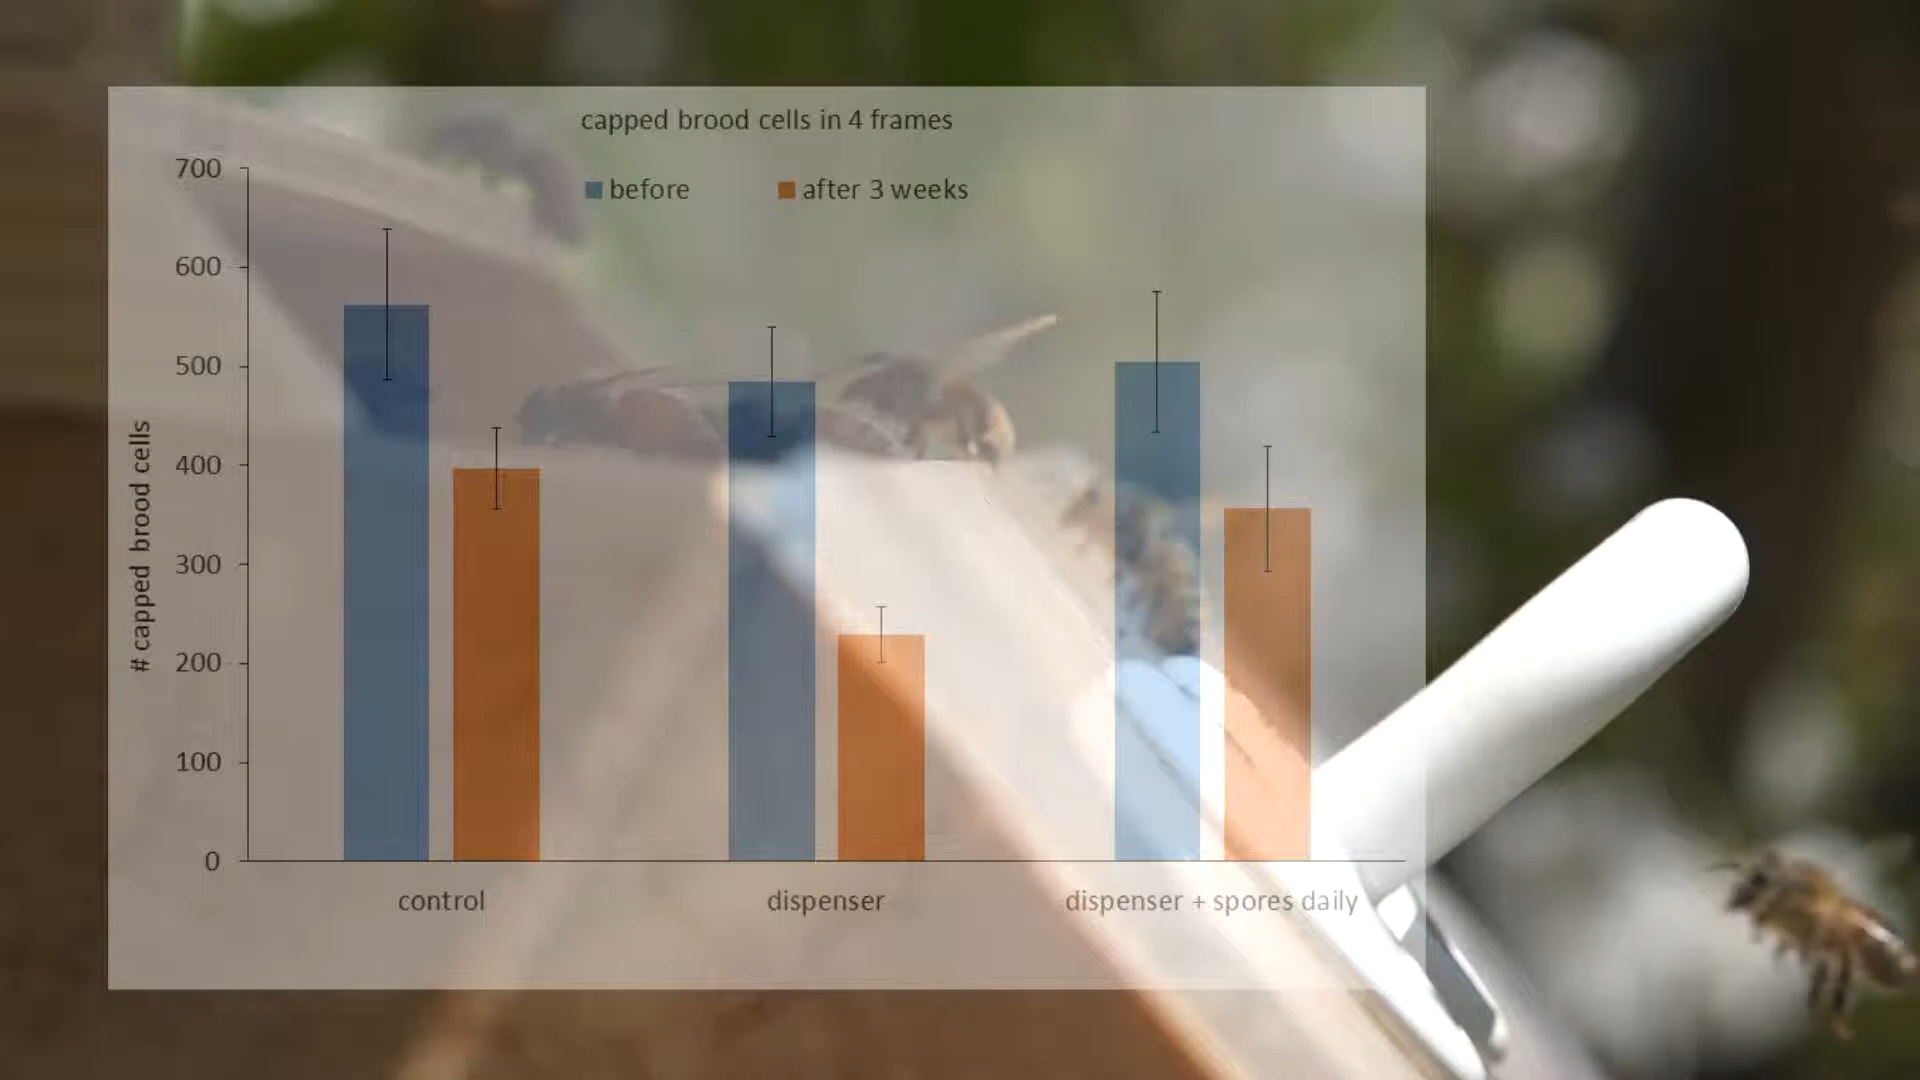 capped brood cells in 4 frames
before
after 3 weeks
# capped brood cells
700
600
500
400
300
200
100
0
control
dispenser
dispenser + spores daily